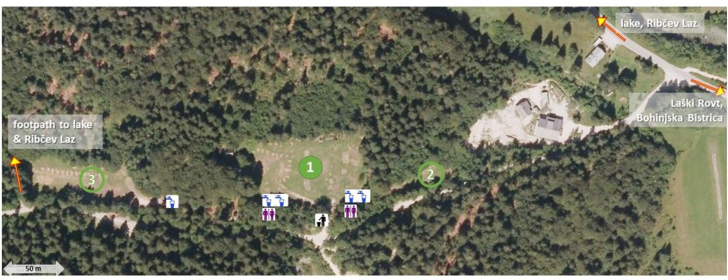 lake, Ribčev Laz
Laški Rovt,
Bohinjska Bistrica
footpath to lake
& Ribčev Laz
1
2
3
50 m